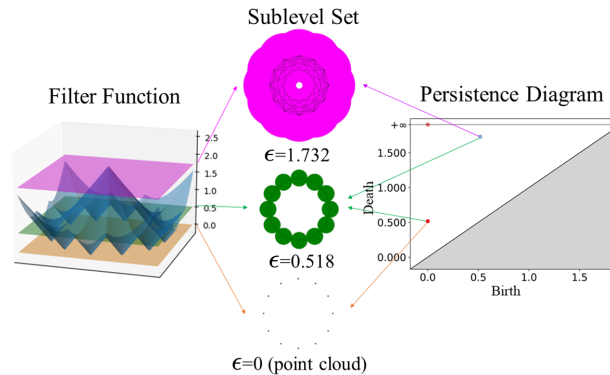 Sublevel Set
Filter Function
Persistence Diagram
2.5
2.0
1.5
1.0
0.5
0.0
ϵ=1.732
ϵ=0.518
ϵ=0 (point cloud)
+∞
1.500
1.000
0.500
0.000
Death
0.0
0.5
1.0
1.5
Birth